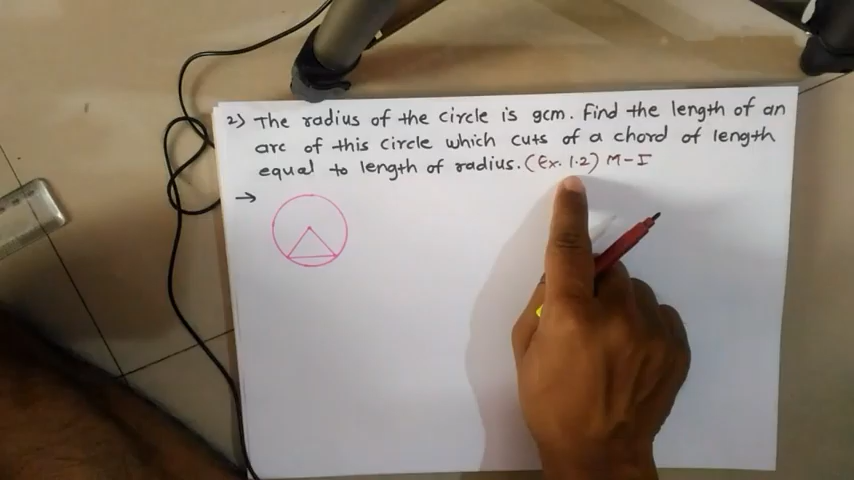 2) The radius of the circle is 9cm. Find the length of an
arc of this circle which cuts of a chord of length
equal to length of radius. (Ex. 1.2) M-I
→